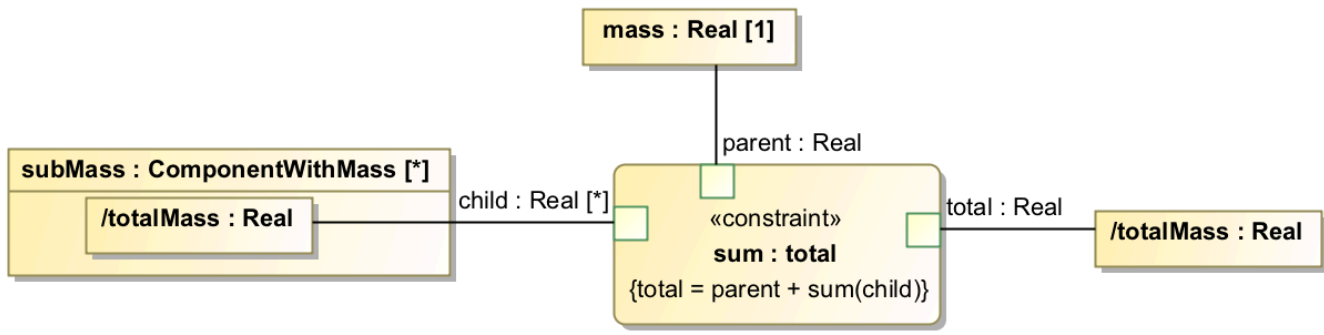 mass : Real [1]
parent : Real
subMass : ComponentWithMass [*]
/totalMass : Real
child : Real [*]
«constraint»
sum : total
{total = parent + sum(child)}
total : Real
/totalMass : Real